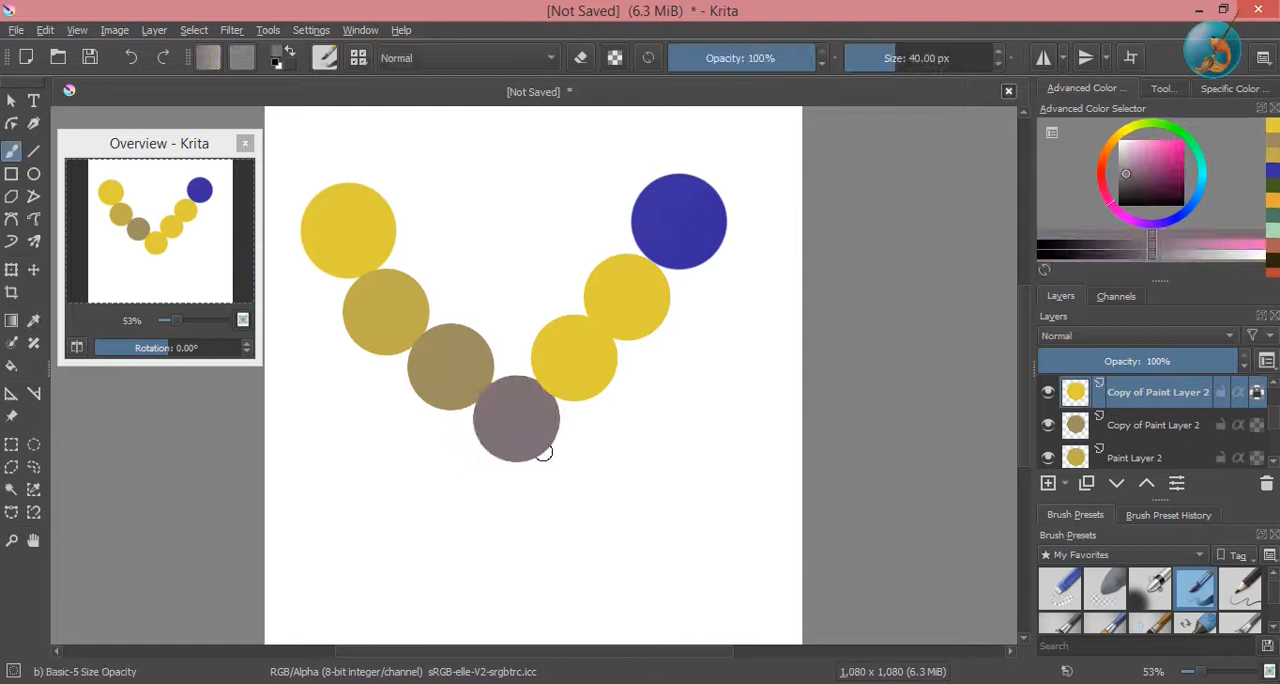 [Not Saved] (6.3 MiB) * - Krita
File Edit View Image Layer Filter Select Tools Settings Window Help
Normal Opacity: 100% Size: 40.00 px
[Not Saved] *
Overview - Krita
53%
Rotation: 0.00°
Advanced Color ... Tool... Specific Color ...
Advanced Color Selector
Layers Channels
Layers
Normal
Opacity: 100%
Copy of Paint Layer 2
Copy of Paint Layer 2
Paint Layer 2
Brush Presets Brush Preset History
Brush Presets
★ My Favorites Tag
Search
b) Basic-5 Size Opacity RGB/Alpha (8-bit integer/channel) sRGB-elle-V2-srgbtrc.icc 1,080 x 1,080 (6.3 MiB) 53%